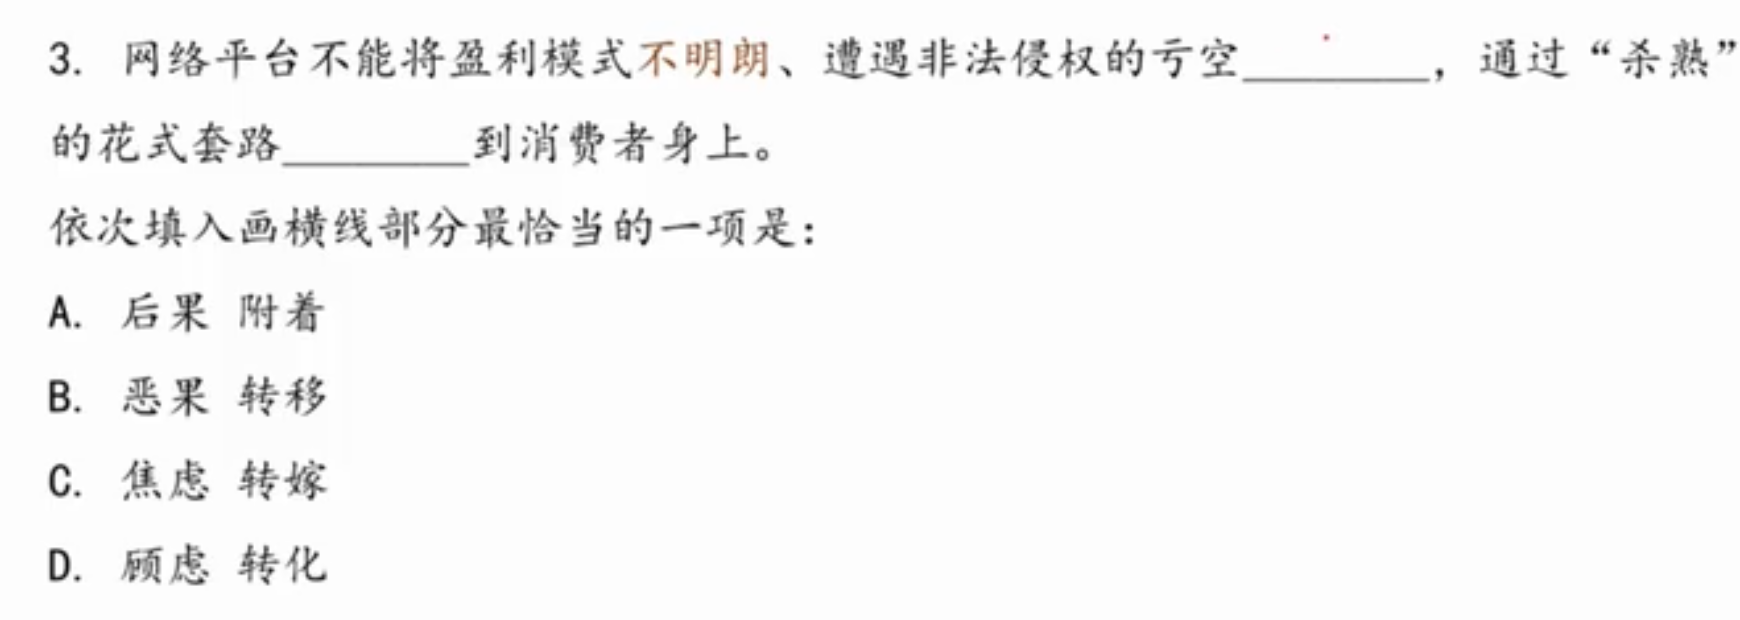 3. 网络平台不能将盈利模式不明朗、遭遇非法侵权的亏空________，通过“杀熟”
的花式套路________到消费者身上。
依次填入画横线部分最恰当的一项是：
A. 后果 附着
B. 恶果 转移
C. 焦虑 转嫁
D. 顾虑 转化